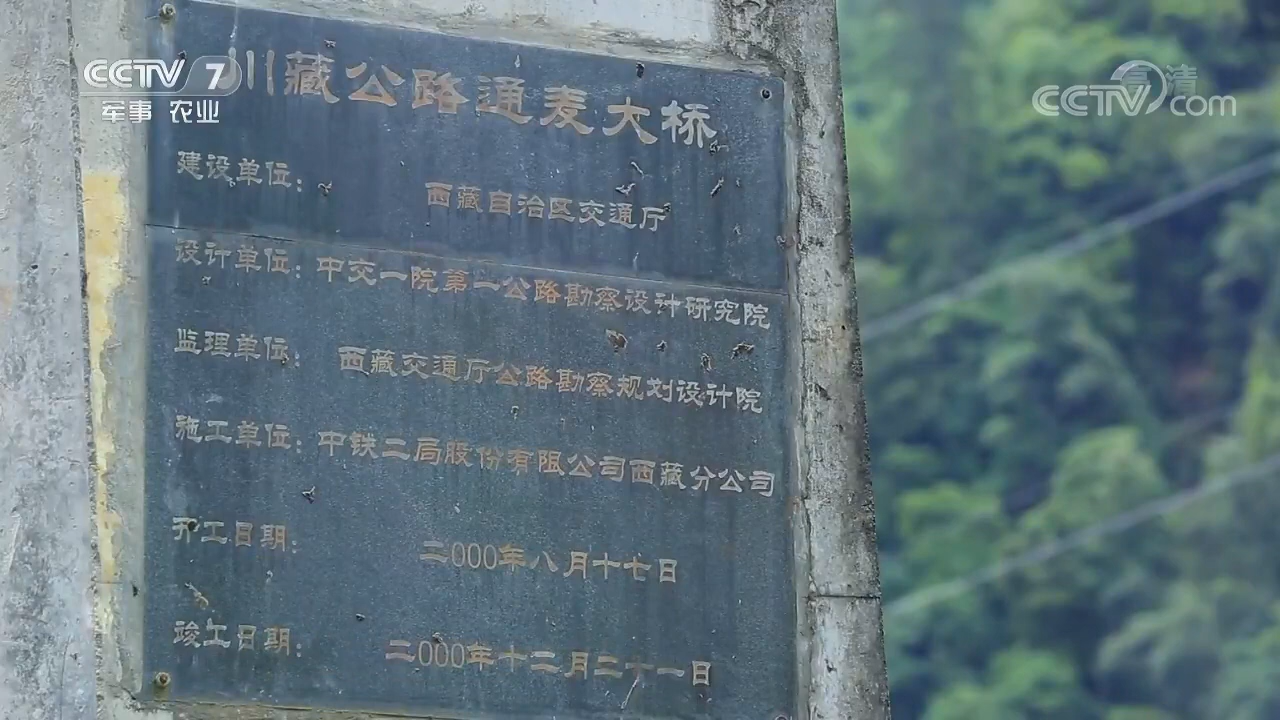 CCTV 7
军事 农业
CCTV高清.com
川藏公路通麦大桥
建设单位: 西藏自治区交通厅
设计单位: 中交一院第一公路勘察设计研究院
监理单位: 西藏交通厅公路勘察规划设计院
施工单位: 中铁二局股份有限公司西藏分公司
开工日期: 二000年八月十七日
竣工日期: 二000年十二月二十一日